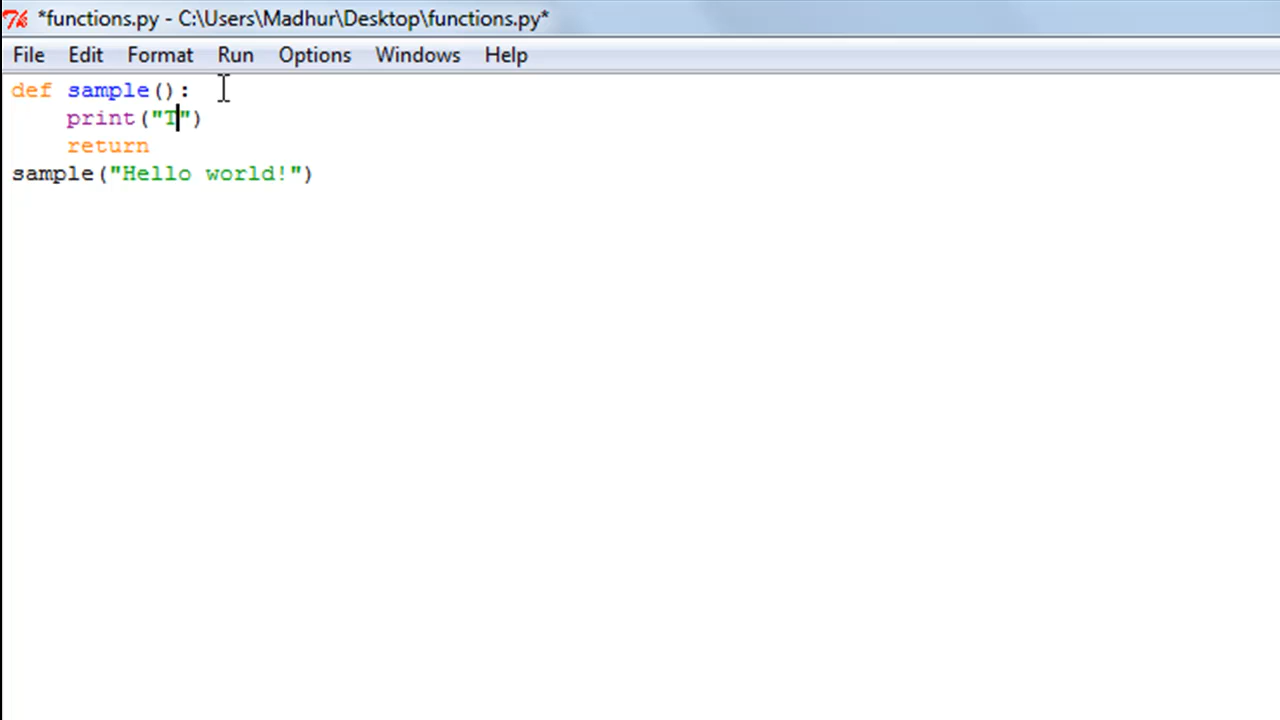 *functions.py - C:\Users\Madhur\Desktop\functions.py*
File Edit Format Run Options Windows Help
def sample():
    print("T")
    return
sample("Hello world!")